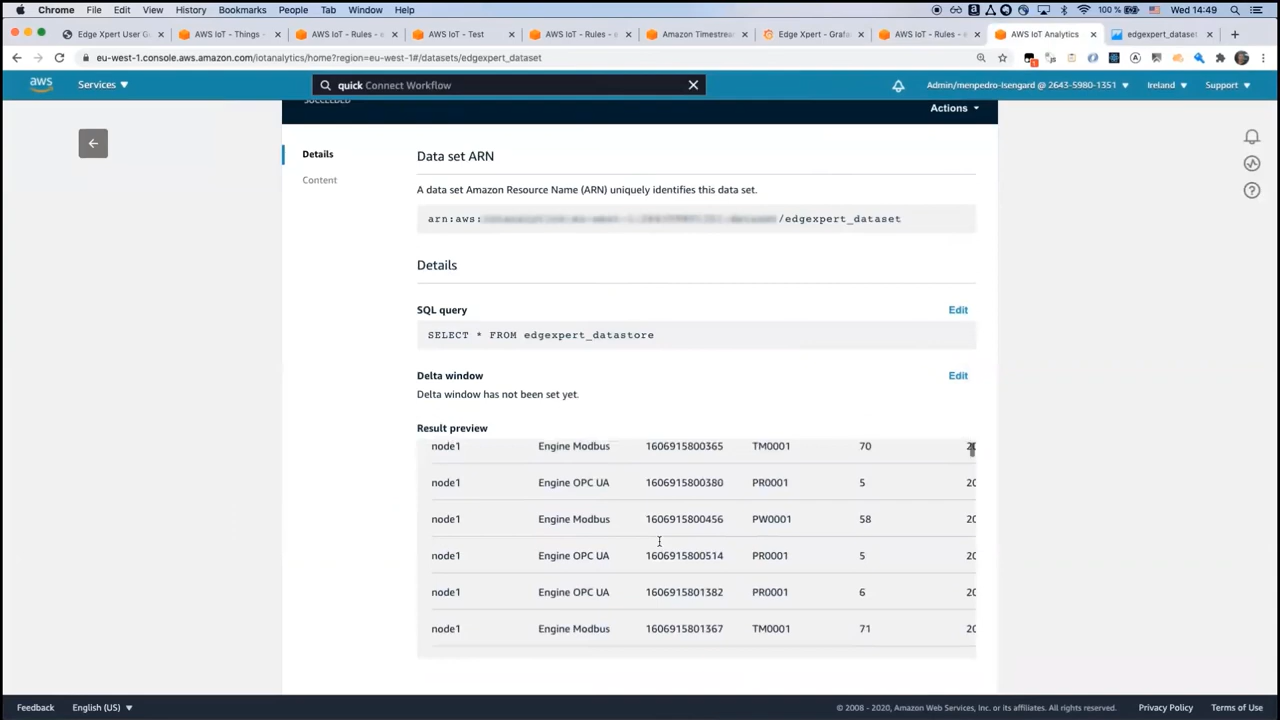 Chrome File Edit View History Bookmarks People Tab Window Help 100 % Wed 14:49
Edge Xpert User G AWS IoT - Things - AWS IoT - Rules - AWS IoT - Test AWS IoT - Rules - Amazon Timestream Edge Xpert - Grafa AWS IoT - Rules - AWS IoT Analytics edgexpert_dataset
eu-west-1.console.aws.amazon.com/iotanalytics/home?region=eu-west-1#/datasets/edgexpert_dataset
aws Services quick Connect Workflow Admin/menpedro-Isengard @ 2643-5980-1351 Ireland Support
SUCCEEDED
Actions
Details
Content
Data set ARN
A data set Amazon Resource Name (ARN) uniquely identifies this data set.
arn:aws: /edgexpert_dataset
Details
SQL query Edit
SELECT * FROM edgexpert_datastore
Delta window Edit
Delta window has not been set yet.
Result preview
node1 Engine Modbus 1606915800365 TM0001 70 20
node1 Engine OPC UA 1606915800380 PR0001 5 20
node1 Engine Modbus 1606915800456 PW0001 58 20
node1 Engine OPC UA 1606915800514 PR0001 5 20
node1 Engine OPC UA 1606915801382 PR0001 6 20
node1 Engine Modbus 1606915801367 TM0001 71 20
Feedback English (US) © 2008 - 2020, Amazon Web Services, Inc. or its affiliates. All rights reserved. Privacy Policy Terms of Use